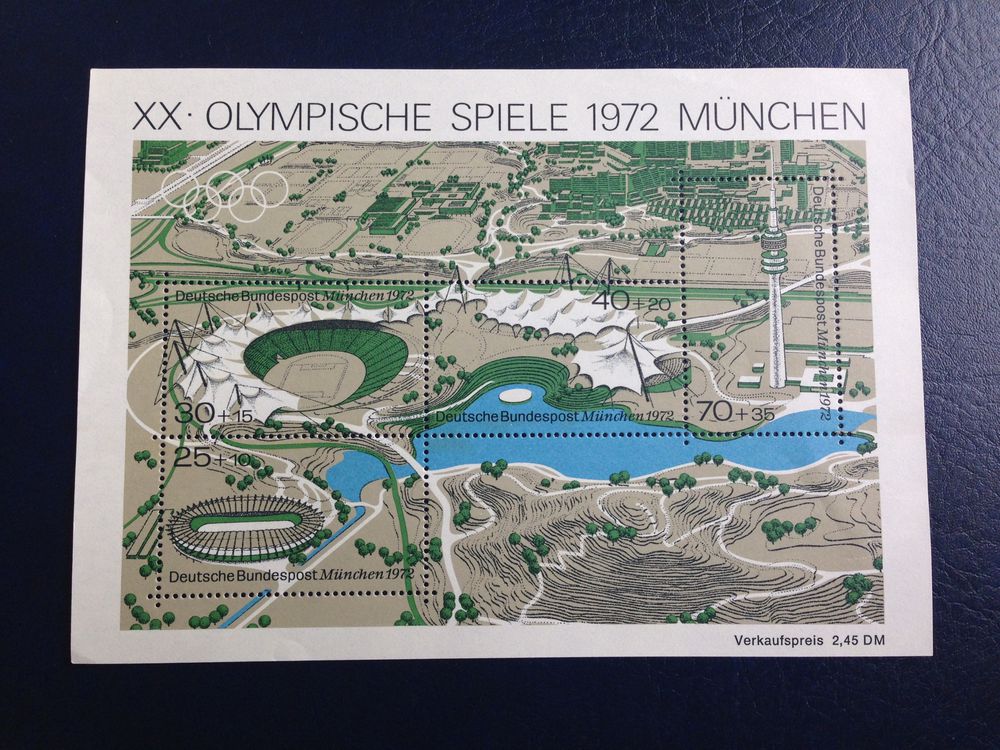 XX· OLYMPISCHE SPIELE 1972 MÜNCHEN
Deutsche Bundespost München 1972
30+15
40+20
Deutsche Bundespost München 1972
Deutsche Bundespost München 1972
70+35
25+10
Deutsche Bundespost München 1972
Verkaufspreis 2,45 DM